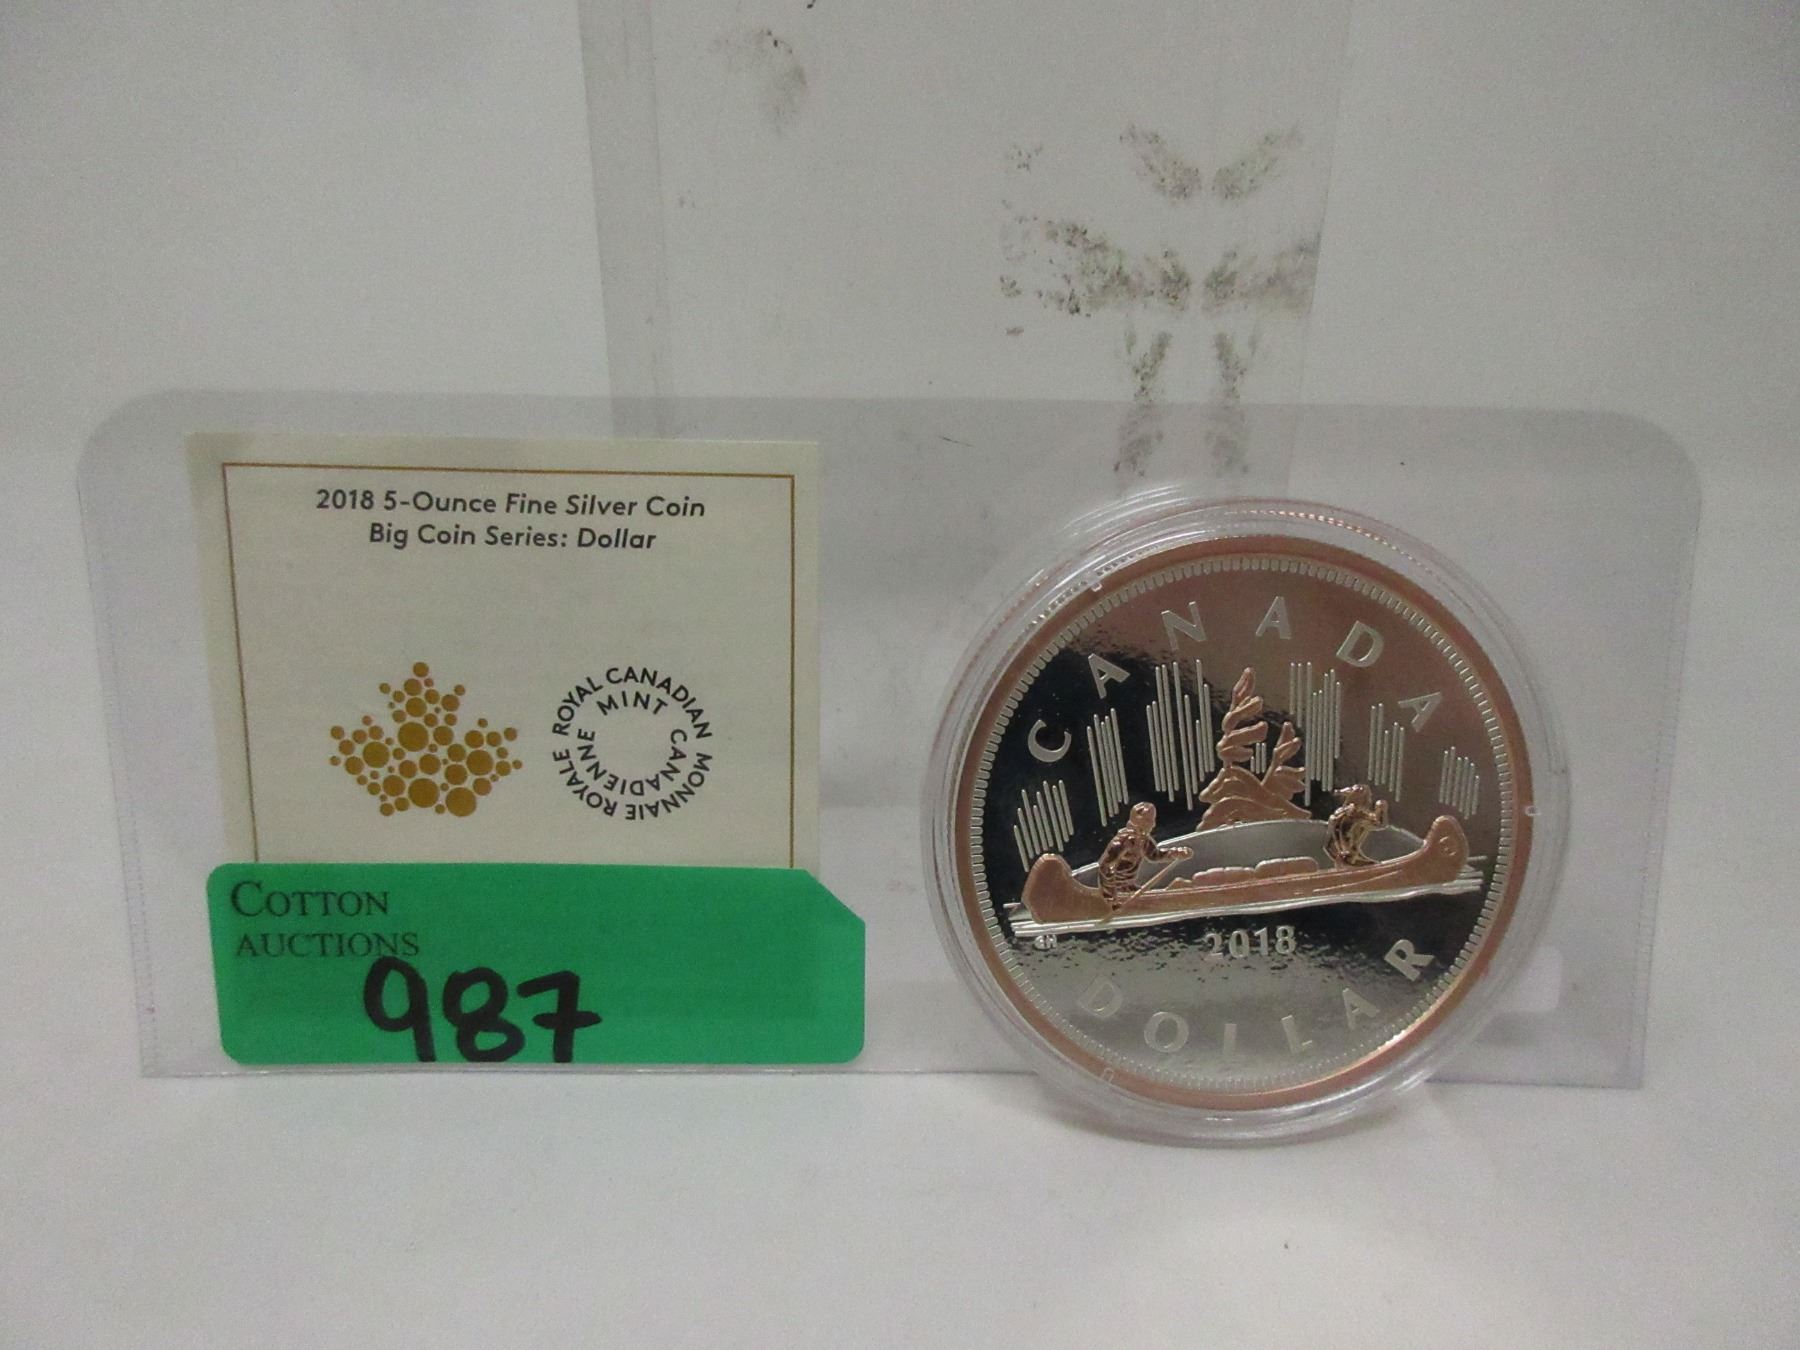 2018 5-Ounce Fine Silver Coin
Big Coin Series: Dollar
ROYAL CANADIAN MINT
MONNAIE ROYALE CANADIENNE
COTTON
AUCTIONS
987
CANADA
2018
DOLLAR